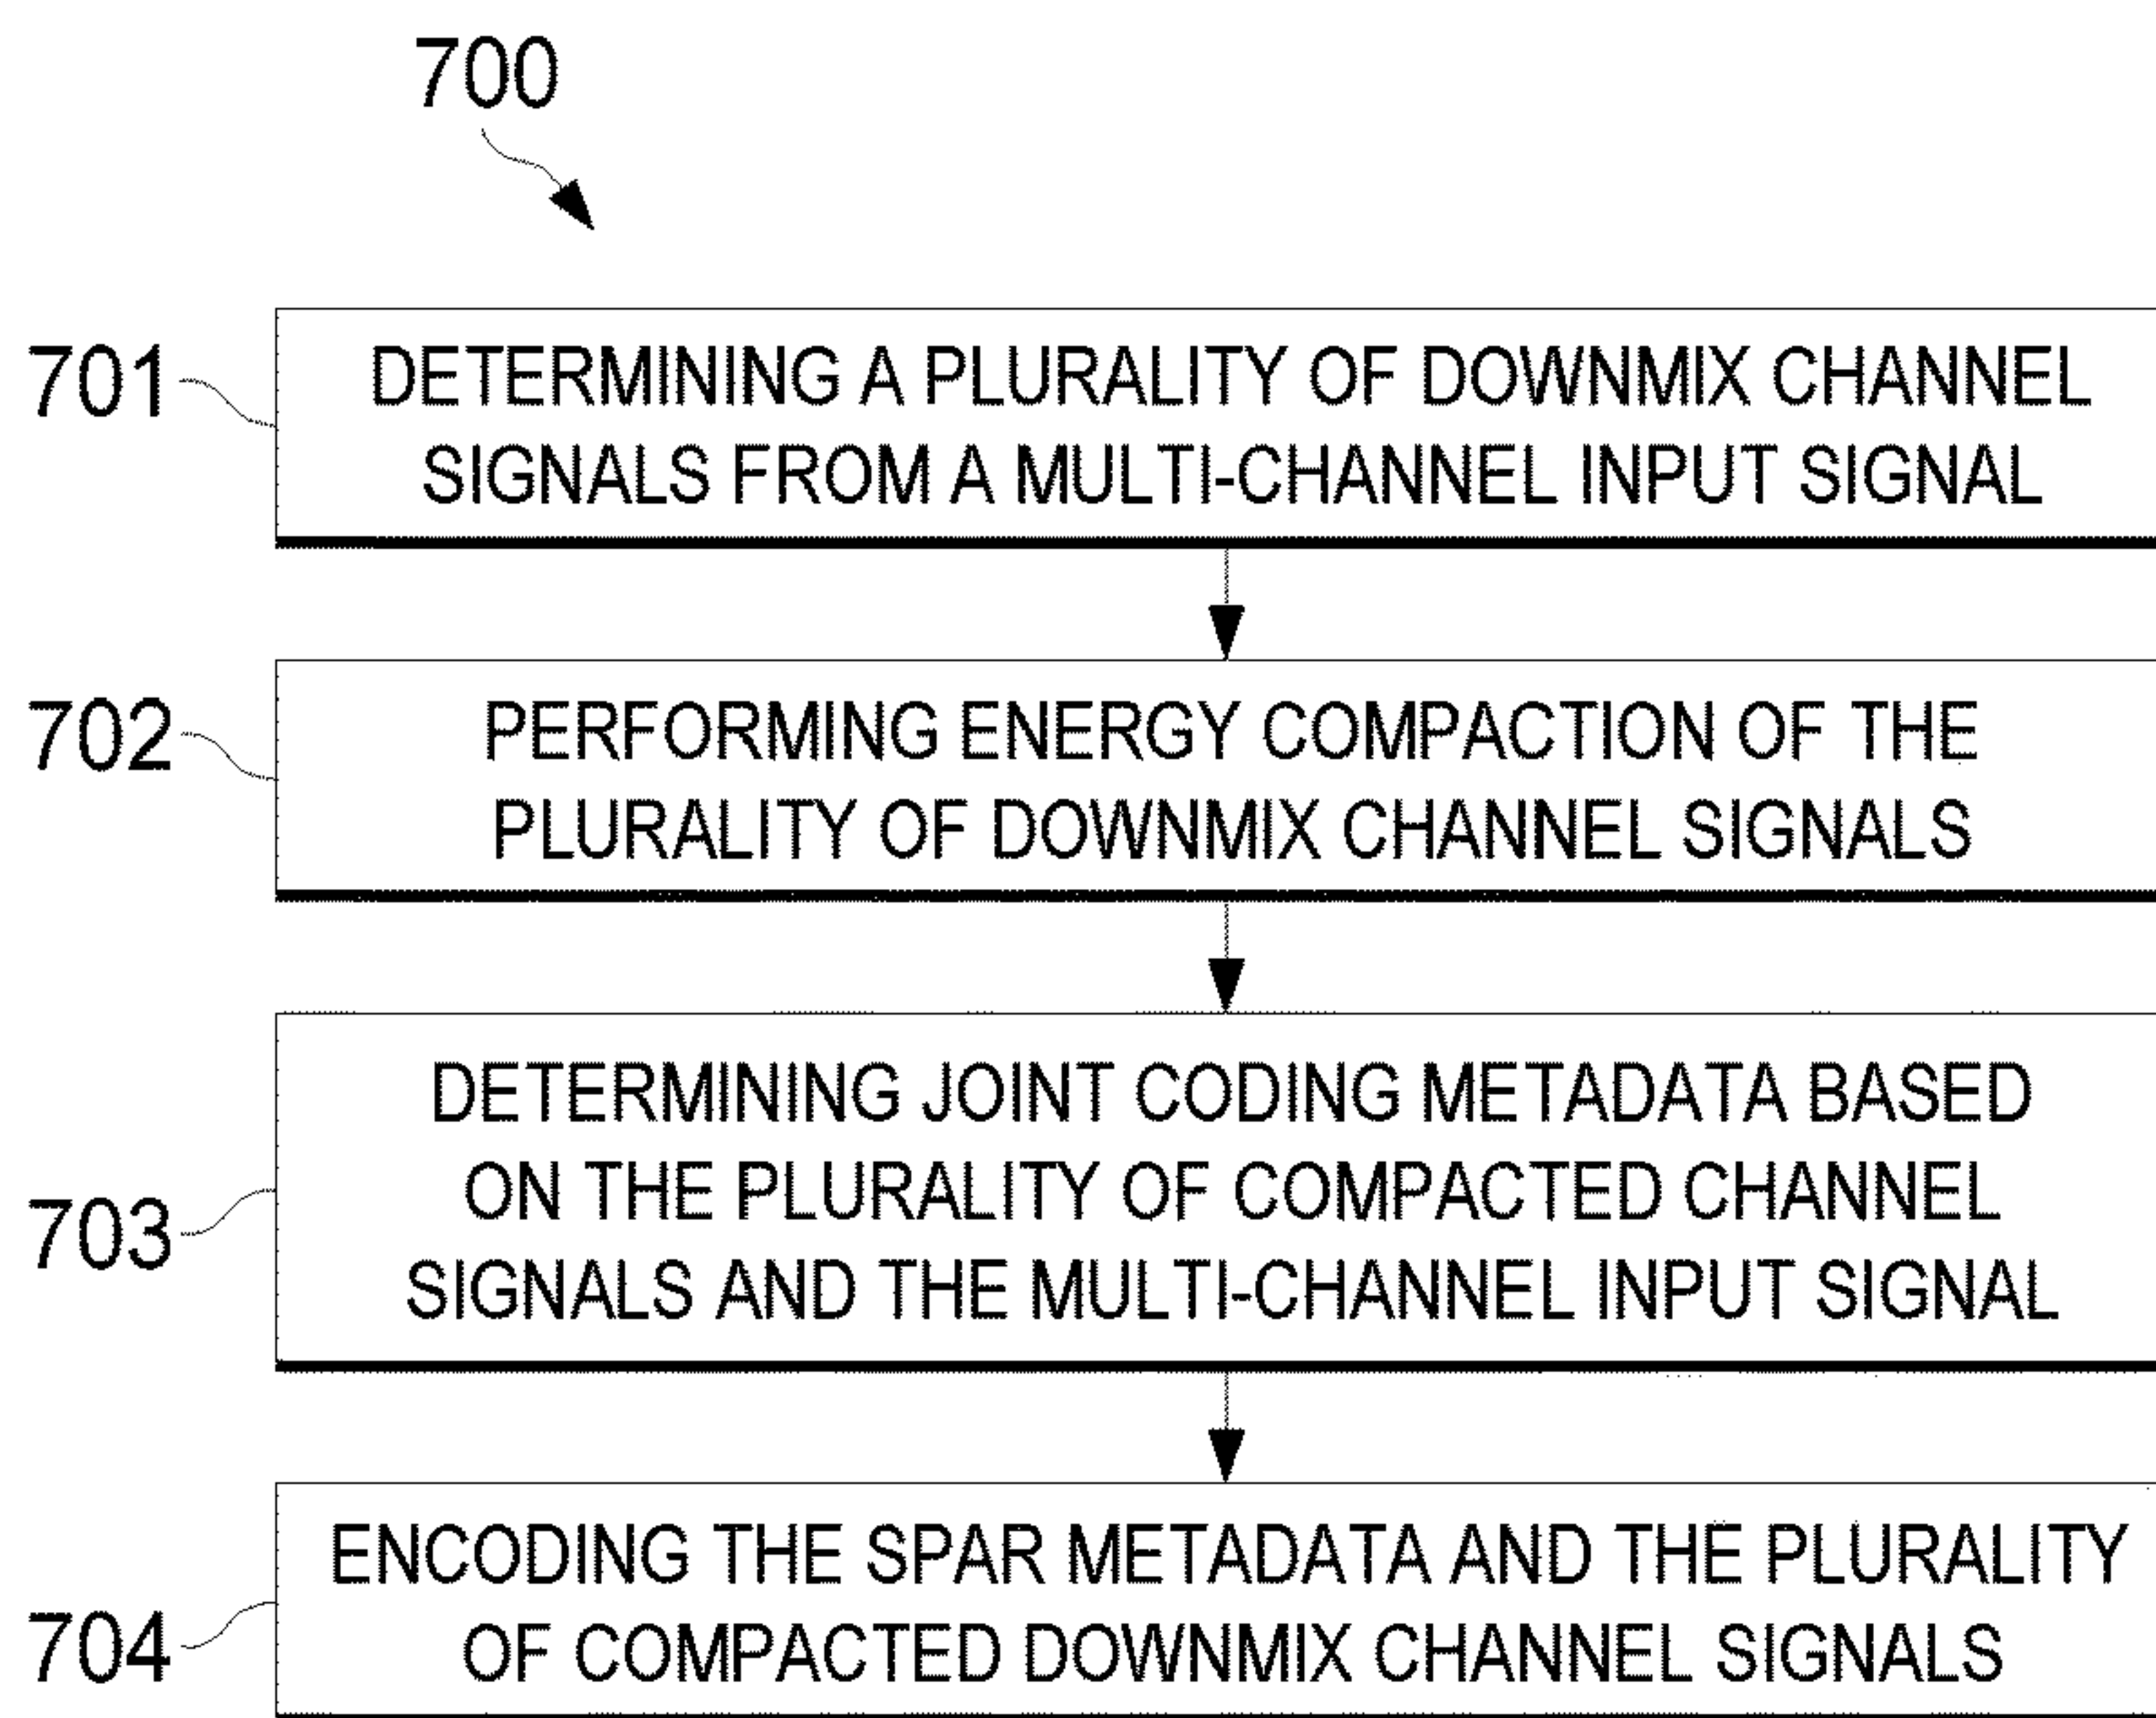 700
701
DETERMINING A PLURALITY OF DOWNMIX CHANNEL
SIGNALS FROM A MULTI-CHANNEL INPUT SIGNAL
702
PERFORMING ENERGY COMPACTION OF THE
PLURALITY OF DOWNMIX CHANNEL SIGNALS
703
DETERMINING JOINT CODING METADATA BASED
ON THE PLURALITY OF COMPACTED CHANNEL
SIGNALS AND THE MULTI-CHANNEL INPUT SIGNAL
704
ENCODING THE SPAR METADATA AND THE PLURALITY
OF COMPACTED DOWNMIX CHANNEL SIGNALS